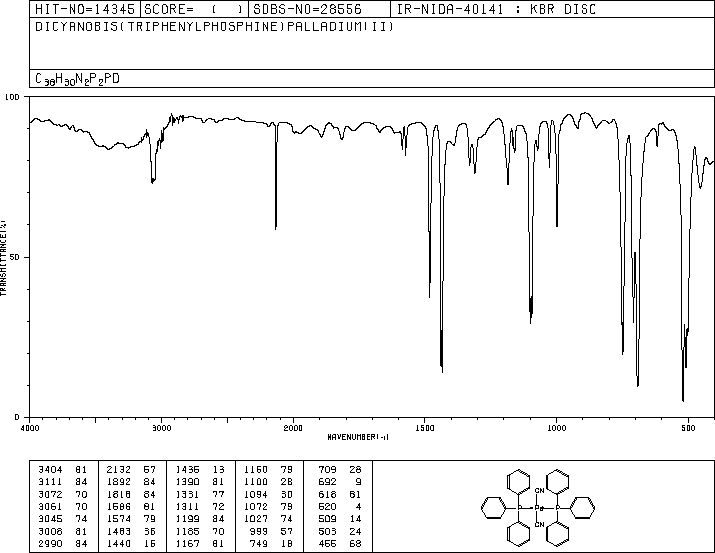 HIT-NO=14345 SCORE= ( ) SDBS-NO=28556 IR-NIDA-40141 : KBR DISC
DICYANOBIS(TRIPHENYLPHOSPHINE)PALLADIUM(II)
C38H30N2P2PD
100
50
0
TRANSMITTANCE(%)
4000 3000 2000 1500 1000 500
WAVENUMBER(-1)
3404 81 2132 57 1436 13 1160 79 709 28
3111 84 1892 84 1390 81 1100 28 692 9
3072 70 1818 84 1331 77 1094 30 618 81
3061 70 1586 81 1311 72 1072 79 520 4
3045 74 1574 79 1199 84 1027 74 509 14
3008 81 1483 36 1185 70 999 57 503 24
2990 84 1440 16 1167 81 749 18 456 68
CN
P Pd P
CN